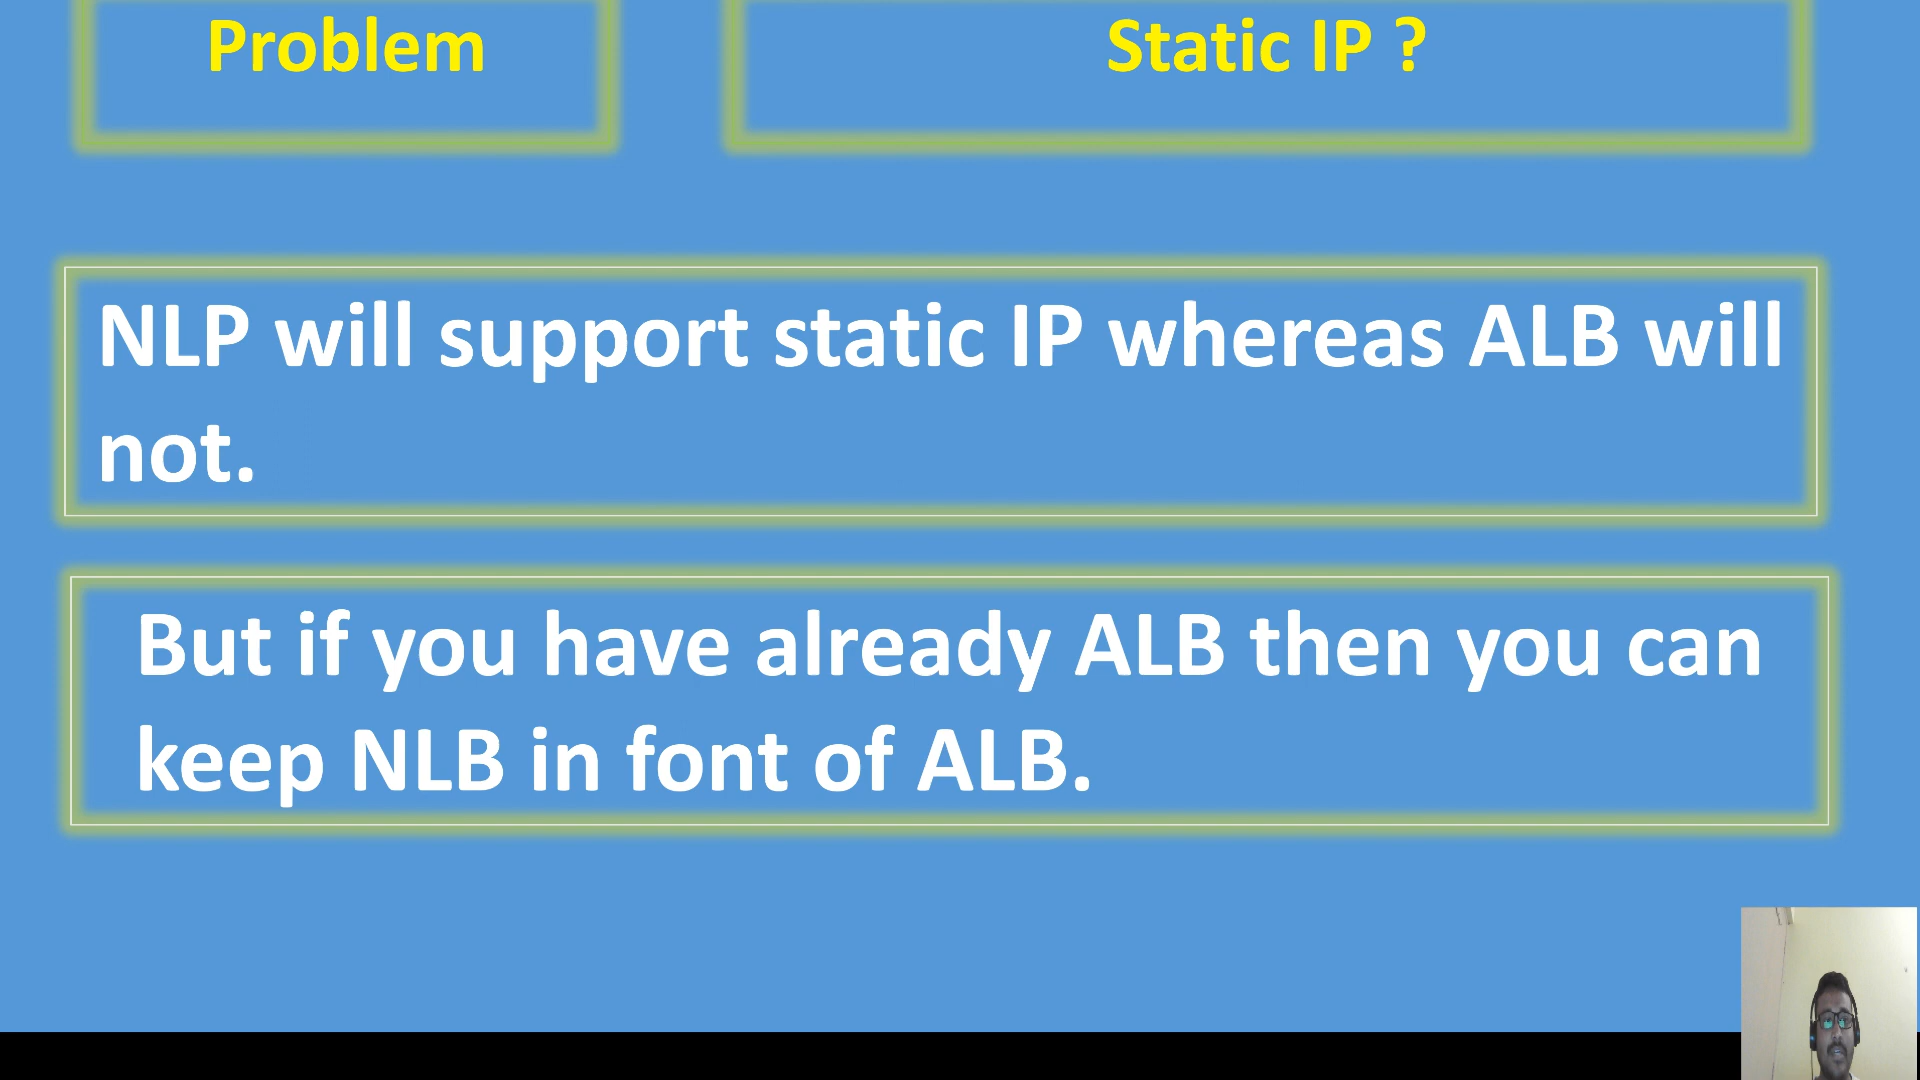 Problem
Static IP ?
NLP will support static IP whereas ALB will
not.
But if you have already ALB then you can
keep NLB in font of ALB.